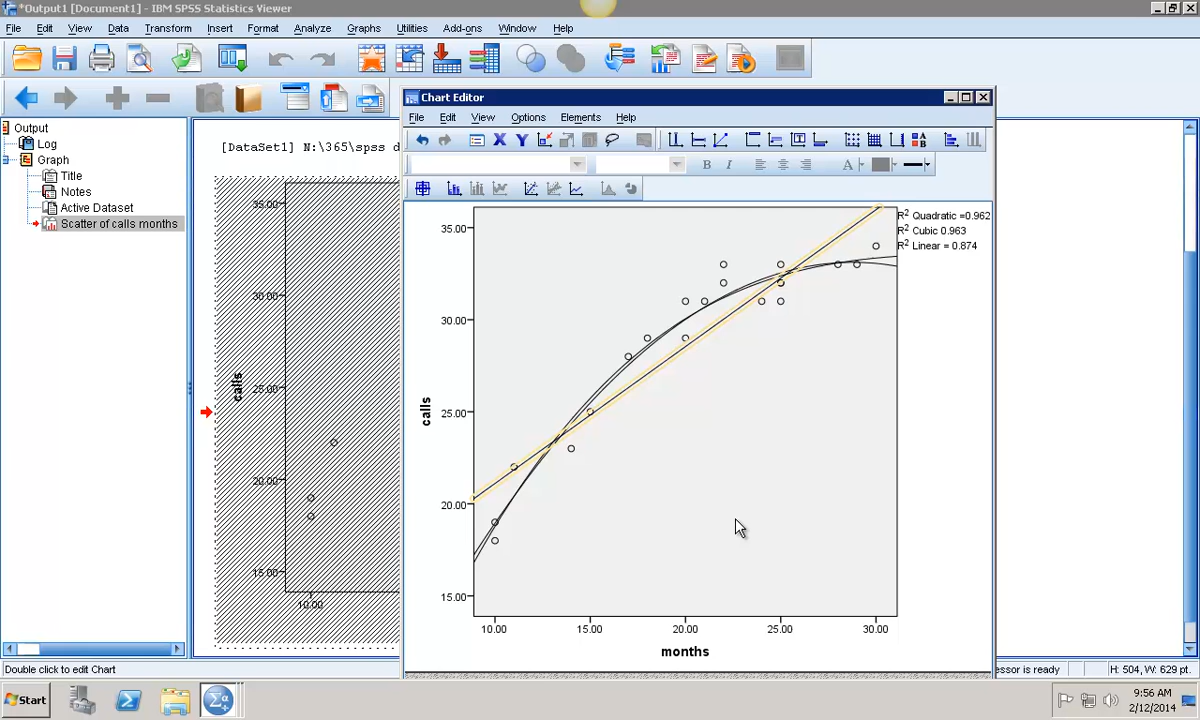 *Output1 [Document1] - IBM SPSS Statistics Viewer
File Edit View Data Transform Insert Format Analyze Graphs Utilities Add-ons Window Help
Output
Log
Graph
Title
Notes
Active Dataset
Scatter of calls months
[DataSet1] N:\365\spss d
35.00
30.00
25.00
20.00
15.00
10.00
calls
Chart Editor
File Edit View Options Elements Help
B I A
35.00
30.00
25.00
20.00
15.00
calls
10.00 15.00 20.00 25.00 30.00
months
R2 Quadratic =0.962
R2 Cubic 0.963
R2 Linear = 0.874
Double click to edit Chart
essor is ready
H: 504, W: 629 pt.
Start
9:56 AM
2/12/2014